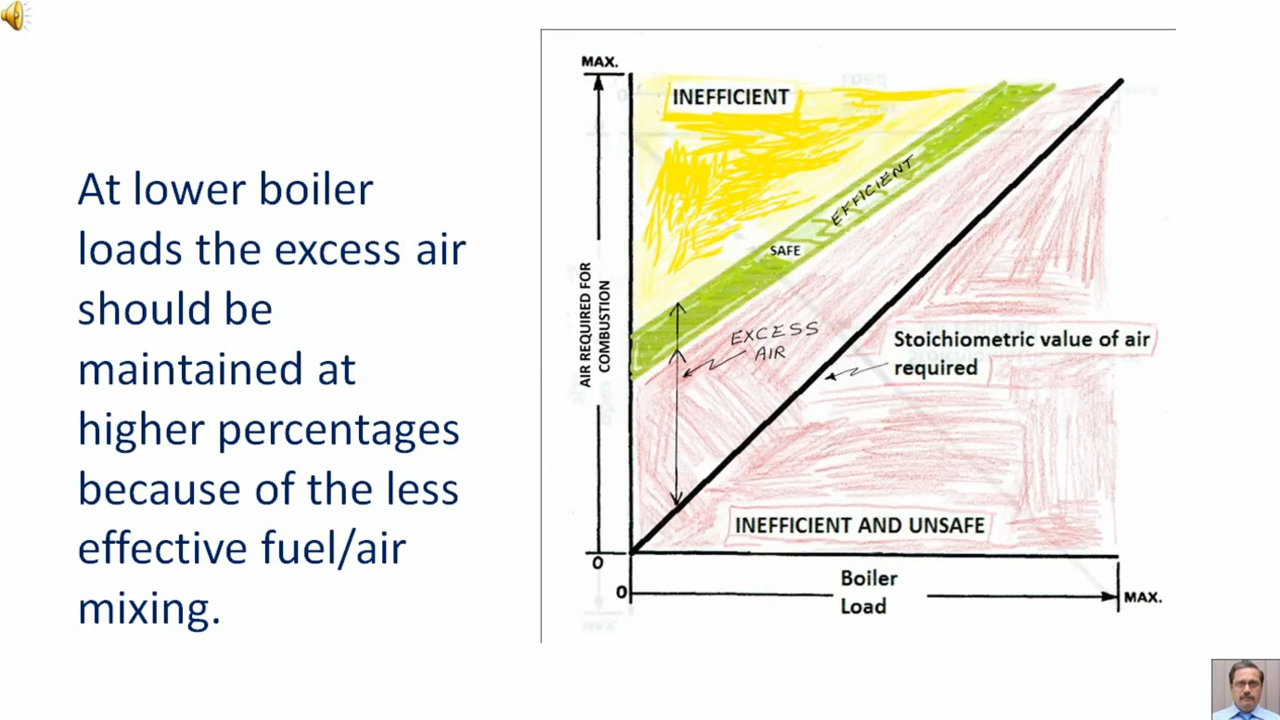 At lower boiler
loads the excess air
should be
maintained at
higher percentages
because of the less
effective fuel/air
mixing.
MAX.
INEFFICIENT
EFFICIENT
SAFE
AIR REQUIRED FOR
COMBUSTION
EXCESS
AIR
Stoichiometric value of air
required
INEFFICIENT AND UNSAFE
0
0
Boiler
Load
MAX.